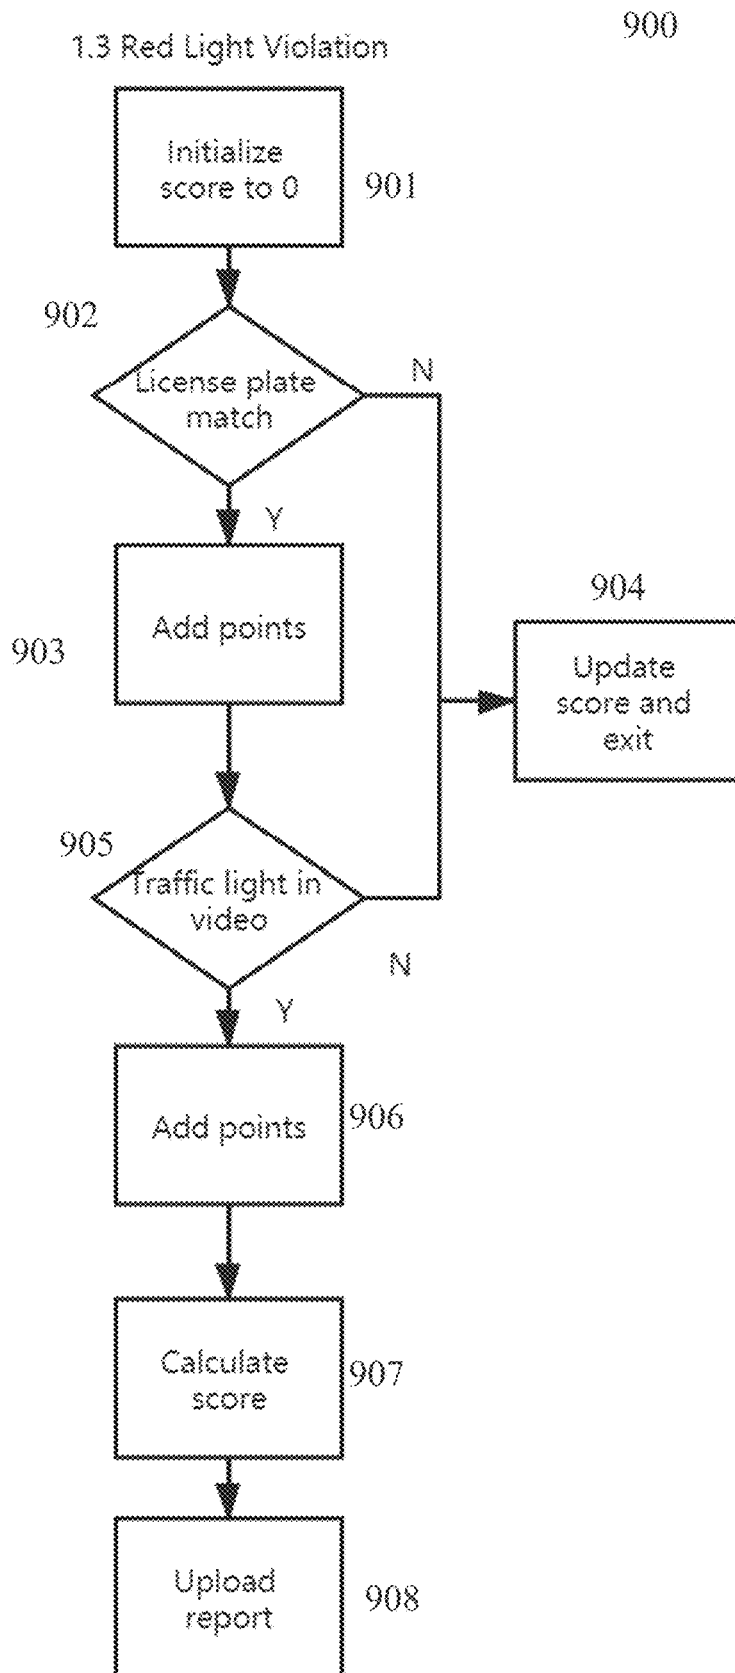 900
1.3 Red Light Violation
Initialize
score to 0
901
902
License plate
match
N
Y
Add points
903
904
Update
score and
exit
905
Traffic light in
video
N
Y
Add points
906
Calculate
score
907
Upload
report
908